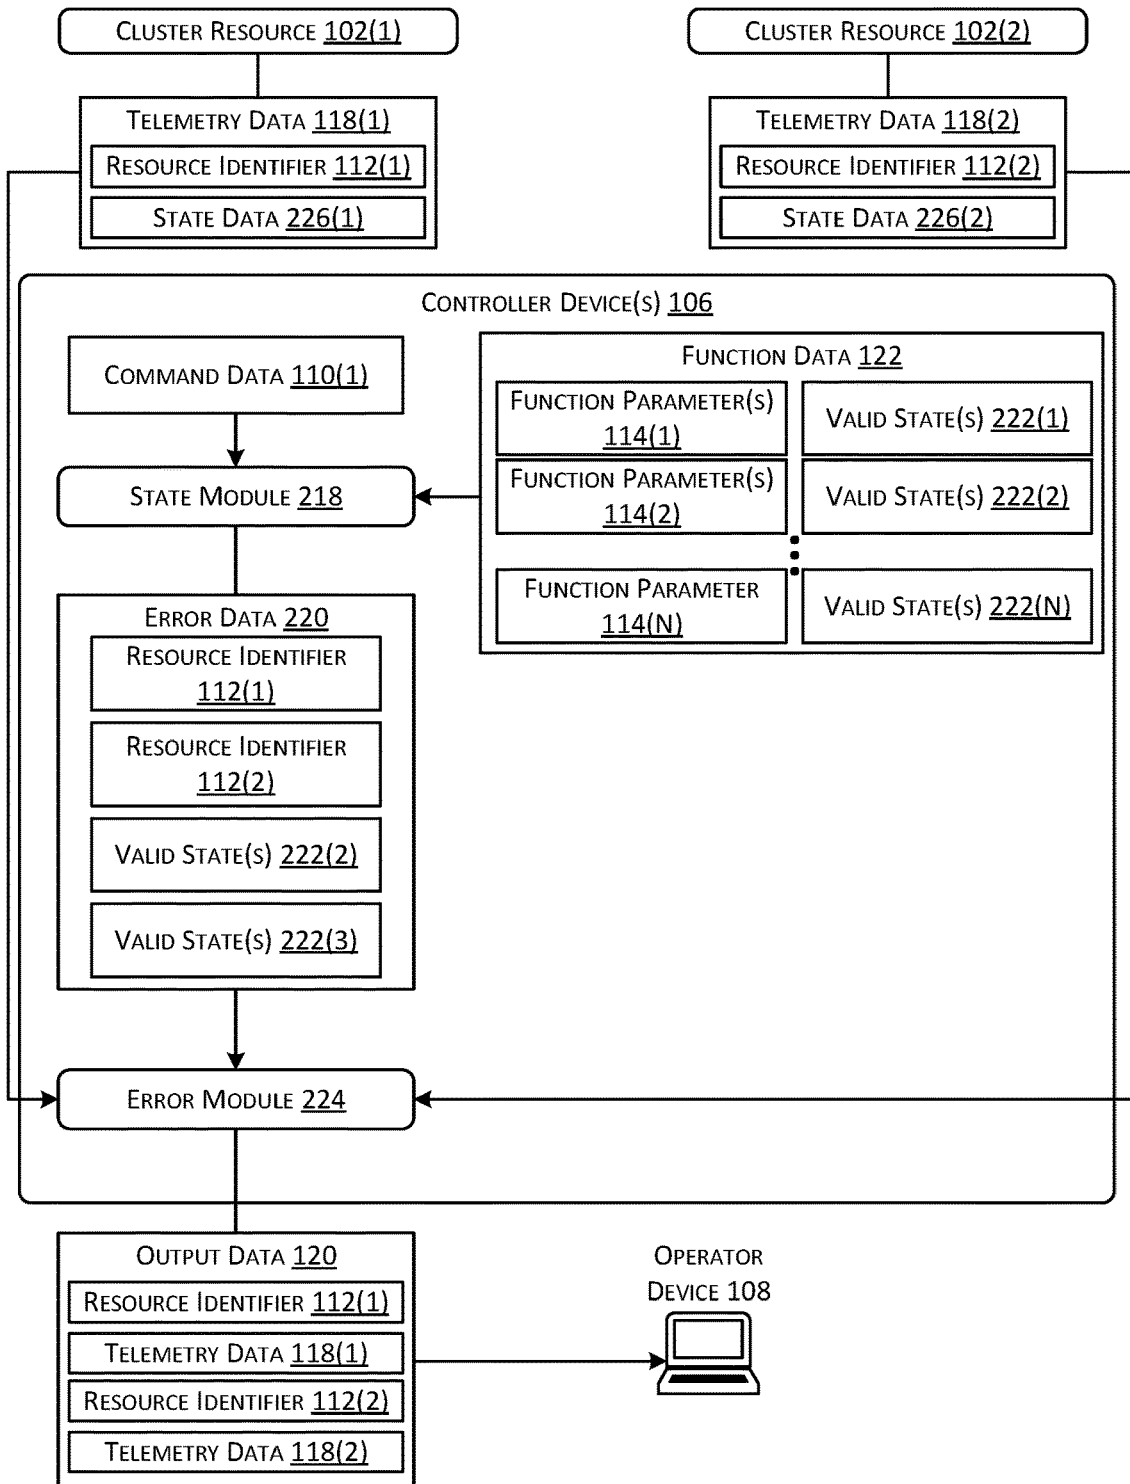 CLUSTER RESOURCE 102(1)
CLUSTER RESOURCE 102(2)
TELEMETRY DATA 118(1)
RESOURCE IDENTIFIER 112(1)
STATE DATA 226(1)
TELEMETRY DATA 118(2)
RESOURCE IDENTIFIER 112(2)
STATE DATA 226(2)
CONTROLLER DEVICE(S) 106
COMMAND DATA 110(1)
STATE MODULE 218
FUNCTION DATA 122
FUNCTION PARAMETER(S)
114(1)
VALID STATE(S) 222(1)
FUNCTION PARAMETER(S)
114(2)
VALID STATE(S) 222(2)
FUNCTION PARAMETER
114(N)
VALID STATE(S) 222(N)
ERROR DATA 220
RESOURCE IDENTIFIER
112(1)
RESOURCE IDENTIFIER
112(2)
VALID STATE(S) 222(2)
VALID STATE(S) 222(3)
ERROR MODULE 224
OUTPUT DATA 120
RESOURCE IDENTIFIER 112(1)
TELEMETRY DATA 118(1)
RESOURCE IDENTIFIER 112(2)
TELEMETRY DATA 118(2)
OPERATOR
DEVICE 108